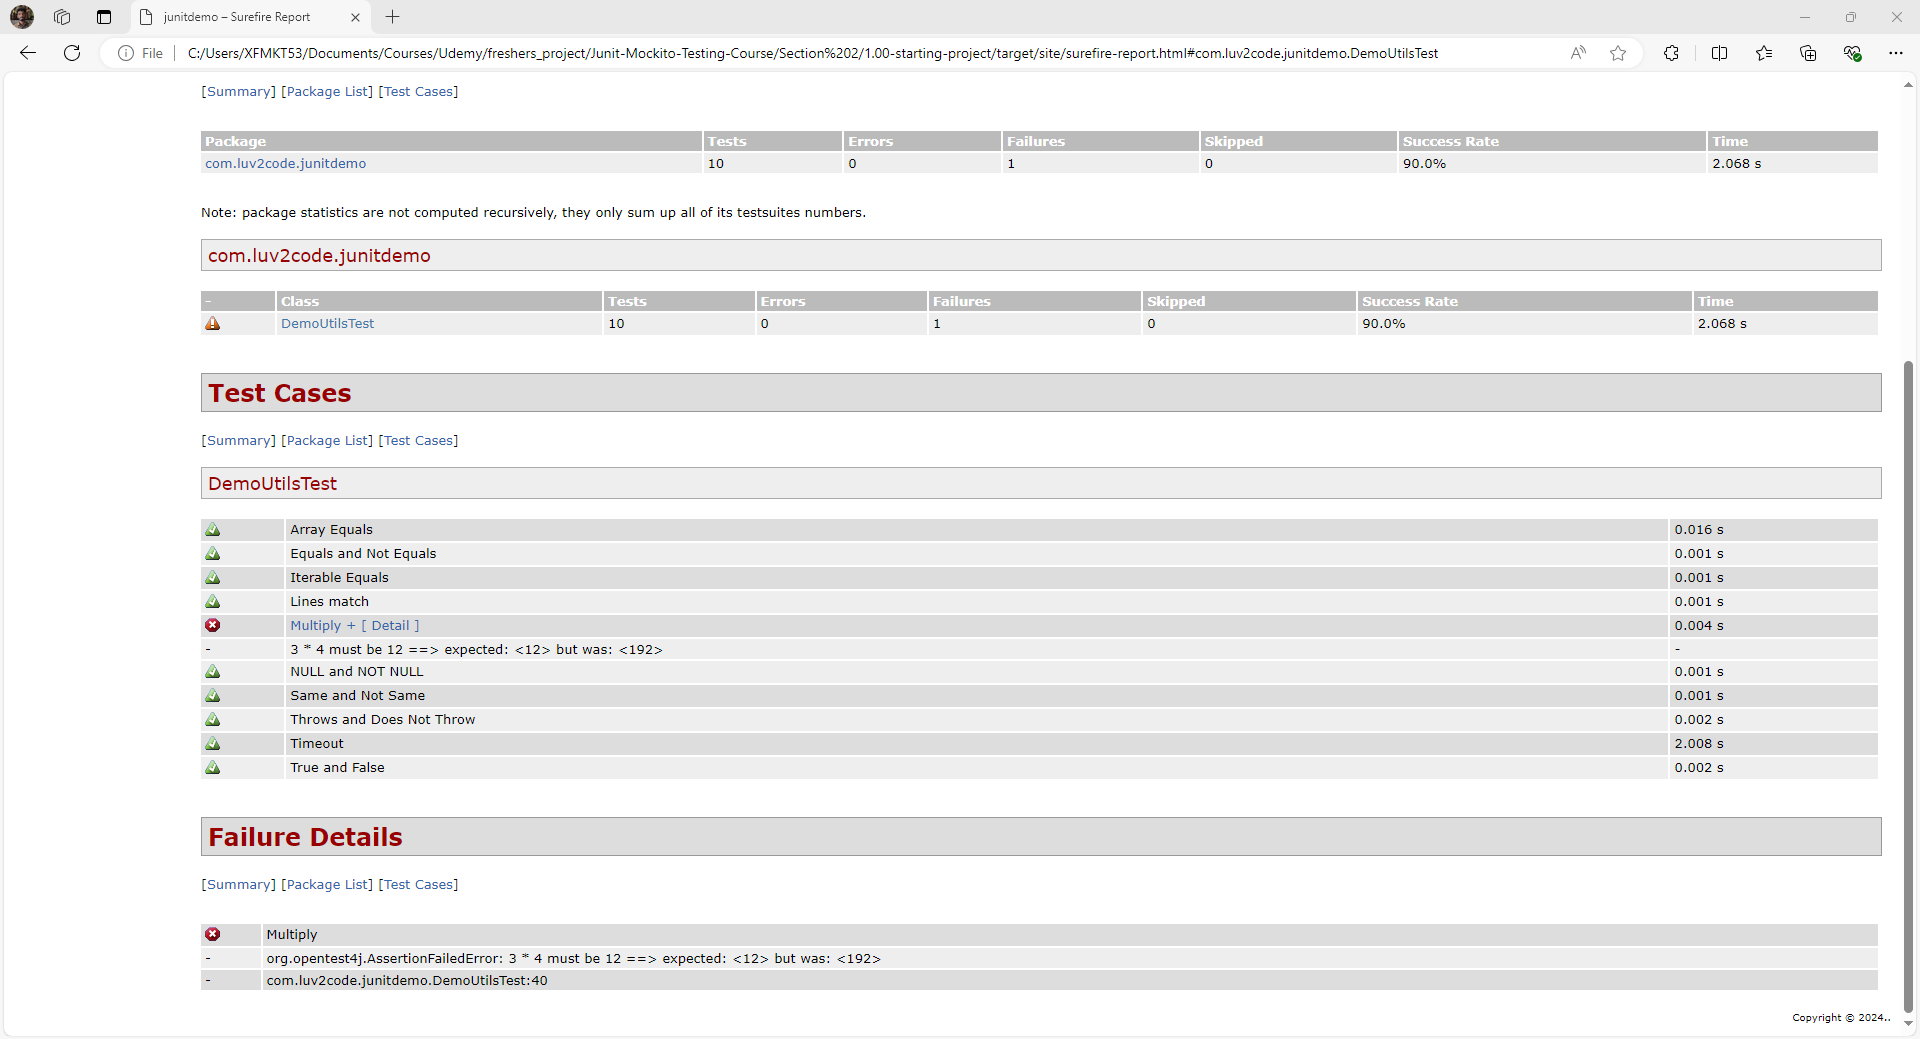 junitdemo – Surefire Report
File
C:/Users/XFMKT53/Documents/Courses/Udemy/freshers_project/Junit-Mockito-Testing-Course/Section%202/1.00-starting-project/target/site/surefire-report.html#com.luv2code.junitdemo.DemoUtilsTest
[Summary] [Package List] [Test Cases]
Package Tests Errors Failures Skipped Success Rate Time
com.luv2code.junitdemo 10 0 1 0 90.0% 2.068 s
Note: package statistics are not computed recursively, they only sum up all of its testsuites numbers.
com.luv2code.junitdemo
- Class Tests Errors Failures Skipped Success Rate Time
DemoUtilsTest 10 0 1 0 90.0% 2.068 s
Test Cases
[Summary] [Package List] [Test Cases]
DemoUtilsTest
Array Equals 0.016 s
Equals and Not Equals 0.001 s
Iterable Equals 0.001 s
Lines match 0.001 s
Multiply + [ Detail ] 0.004 s
- 3 * 4 must be 12 ==> expected: <12> but was: <192> -
NULL and NOT NULL 0.001 s
Same and Not Same 0.001 s
Throws and Does Not Throw 0.002 s
Timeout 2.008 s
True and False 0.002 s
Failure Details
[Summary] [Package List] [Test Cases]
Multiply
- org.opentest4j.AssertionFailedError: 3 * 4 must be 12 ==> expected: <12> but was: <192>
- com.luv2code.junitdemo.DemoUtilsTest:40
Copyright © 2024..